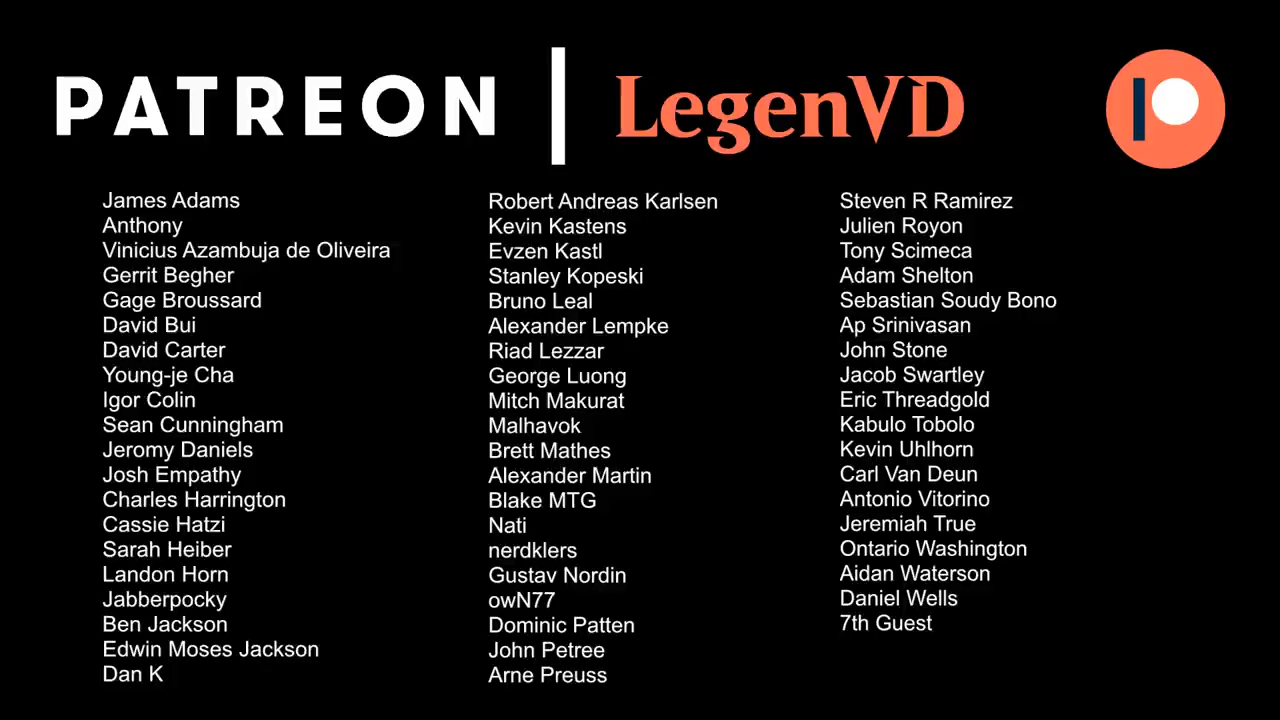 PATREON | LegenVD
James Adams
Anthony
Vinicius Azambuja de Oliveira
Gerrit Begher
Gage Broussard
David Bui
David Carter
Young-je Cha
Igor Colin
Sean Cunningham
Jeromy Daniels
Josh Empathy
Charles Harrington
Cassie Hatzi
Sarah Heiber
Landon Horn
Jabberpocky
Ben Jackson
Edwin Moses Jackson
Dan K
Robert Andreas Karlsen
Kevin Kastens
Evzen Kastl
Stanley Kopeski
Bruno Leal
Alexander Lempke
Riad Lezzar
George Luong
Mitch Makurat
Malhavok
Brett Mathes
Alexander Martin
Blake MTG
Nati
nerdklers
Gustav Nordin
owN77
Dominic Patten
John Petree
Arne Preuss
Steven R Ramirez
Julien Royon
Tony Scimeca
Adam Shelton
Sebastian Soudy Bono
Ap Srinivasan
John Stone
Jacob Swartley
Eric Threadgold
Kabulo Tobolo
Kevin Uhlhorn
Carl Van Deun
Antonio Vitorino
Jeremiah True
Ontario Washington
Aidan Waterson
Daniel Wells
7th Guest